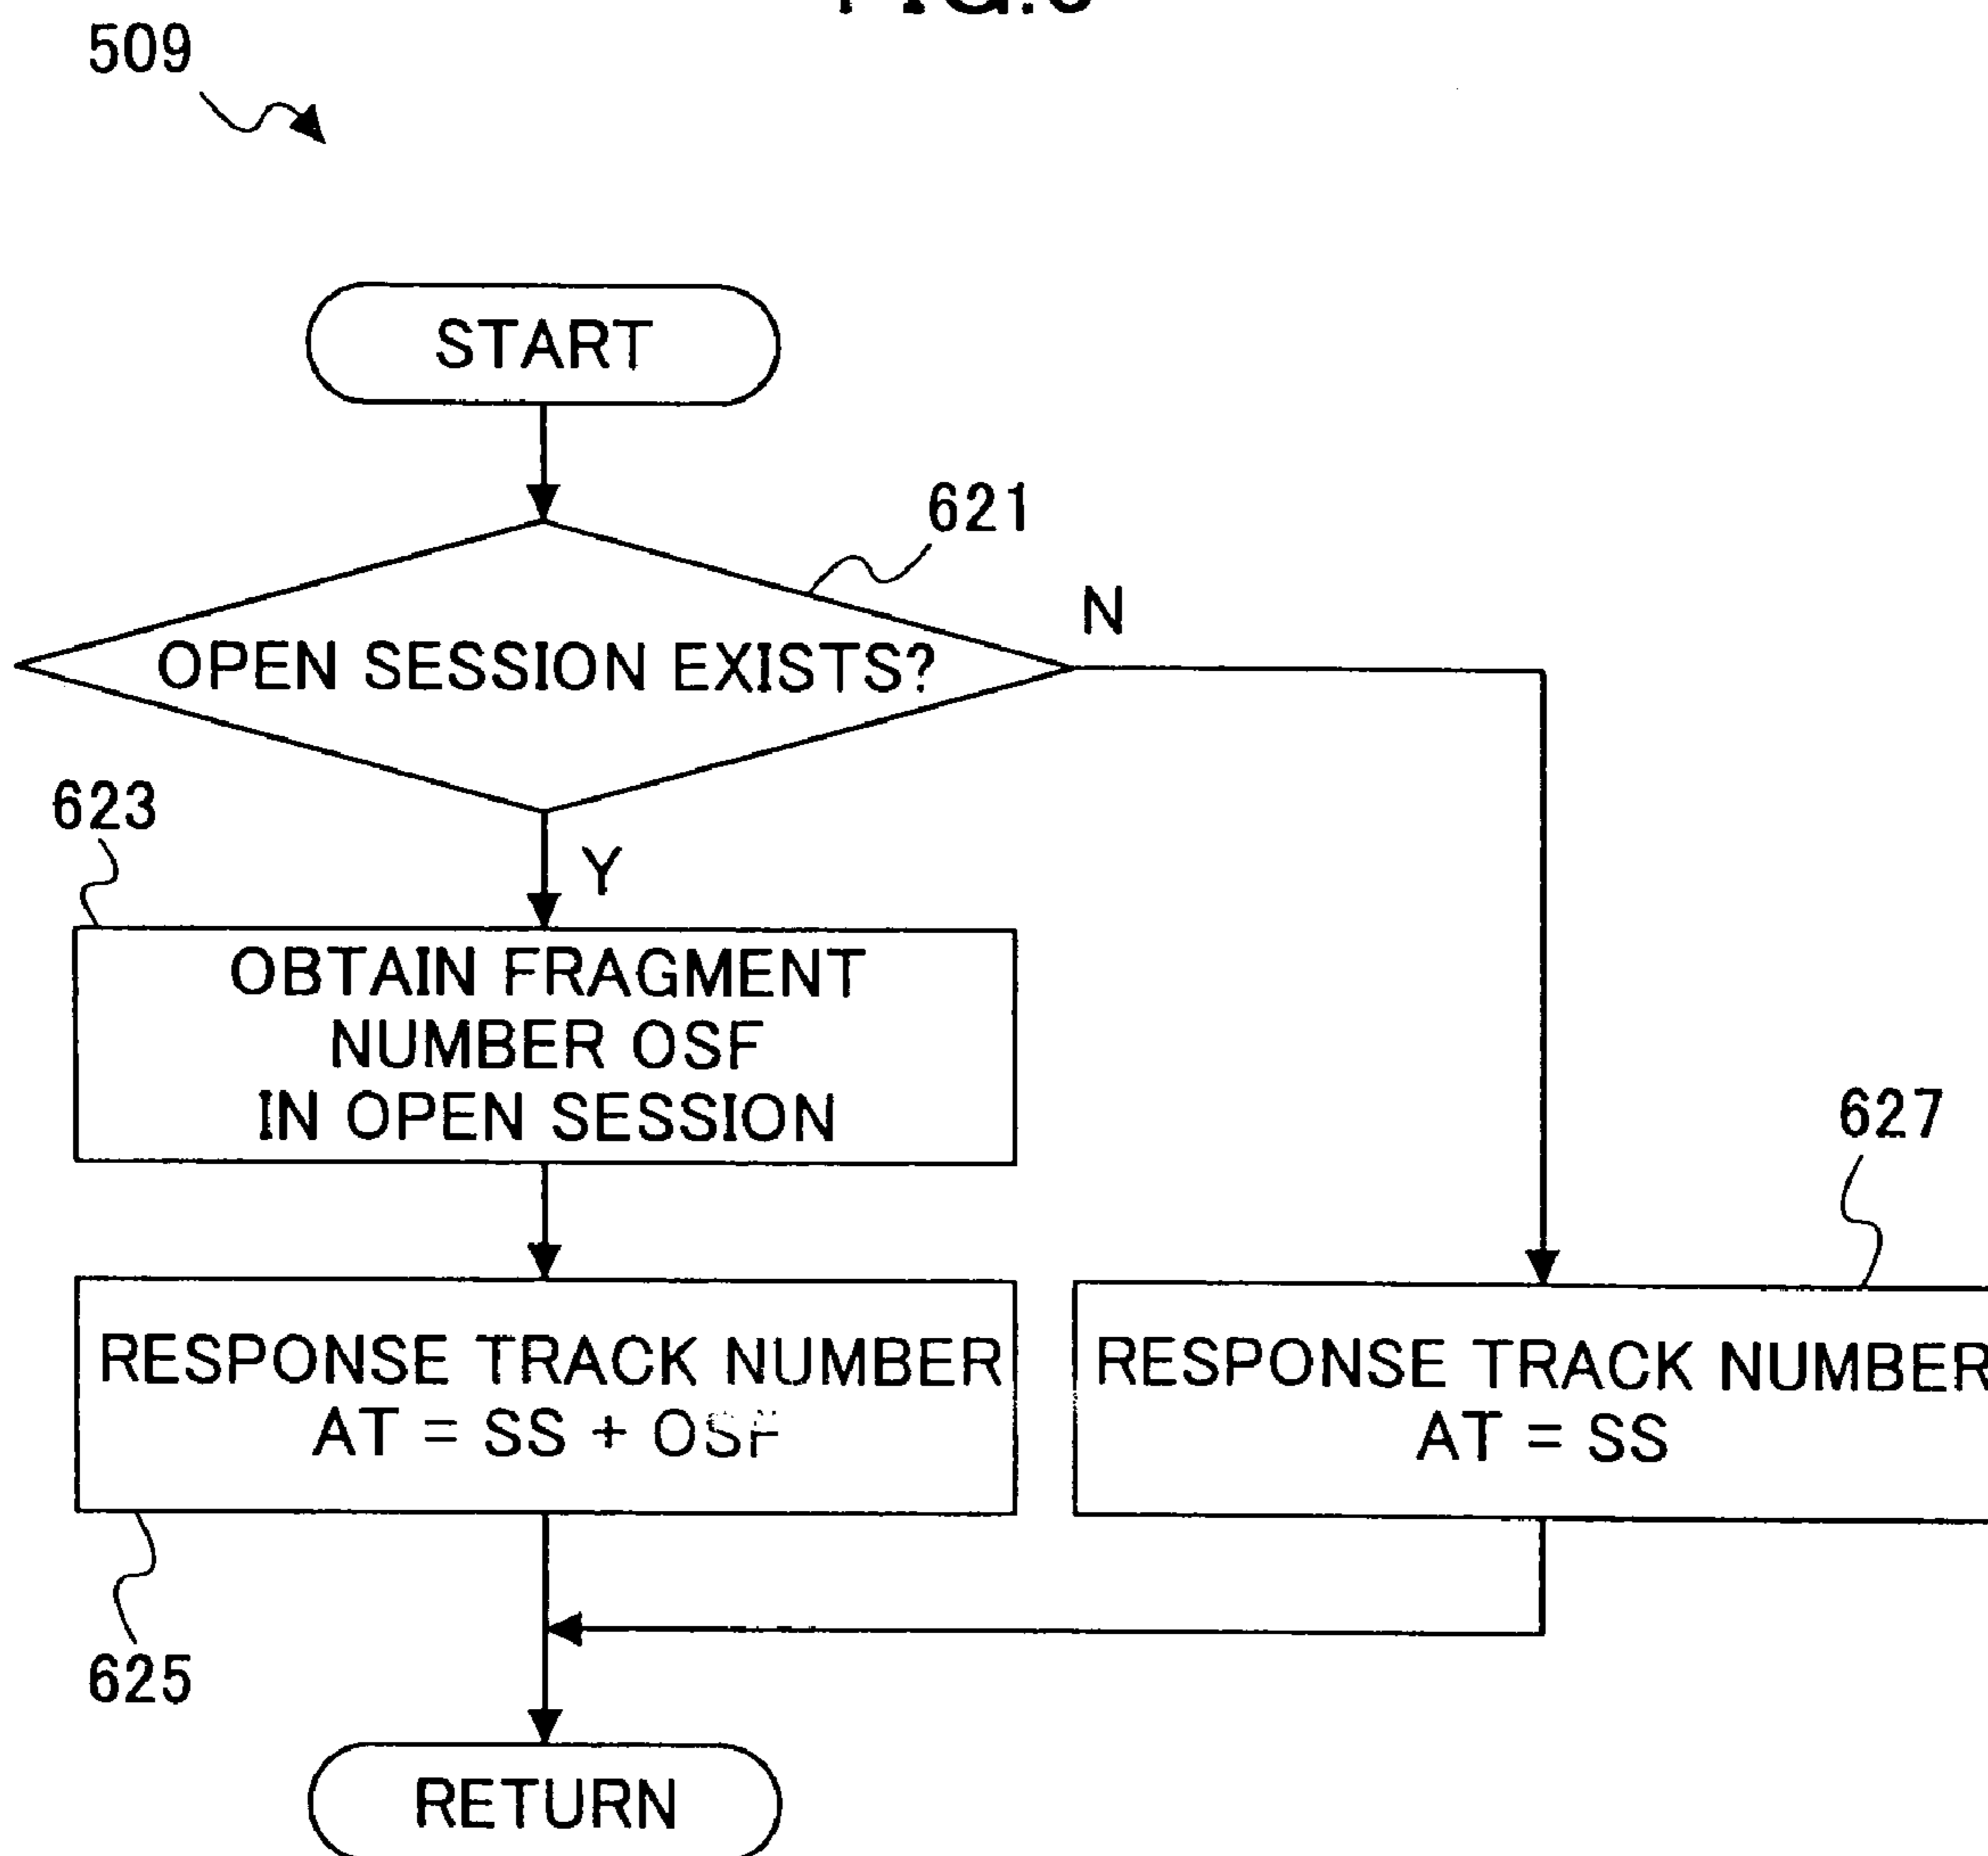 509
START
621
N
OPEN SESSION EXISTS?
623
Y
OBTAIN FRAGMENT
NUMBER OSF
IN OPEN SESSION
627
RESPONSE TRACK NUMBER
AT = SS + OSF
RESPONSE TRACK NUMBER
AT = SS
625
RETURN